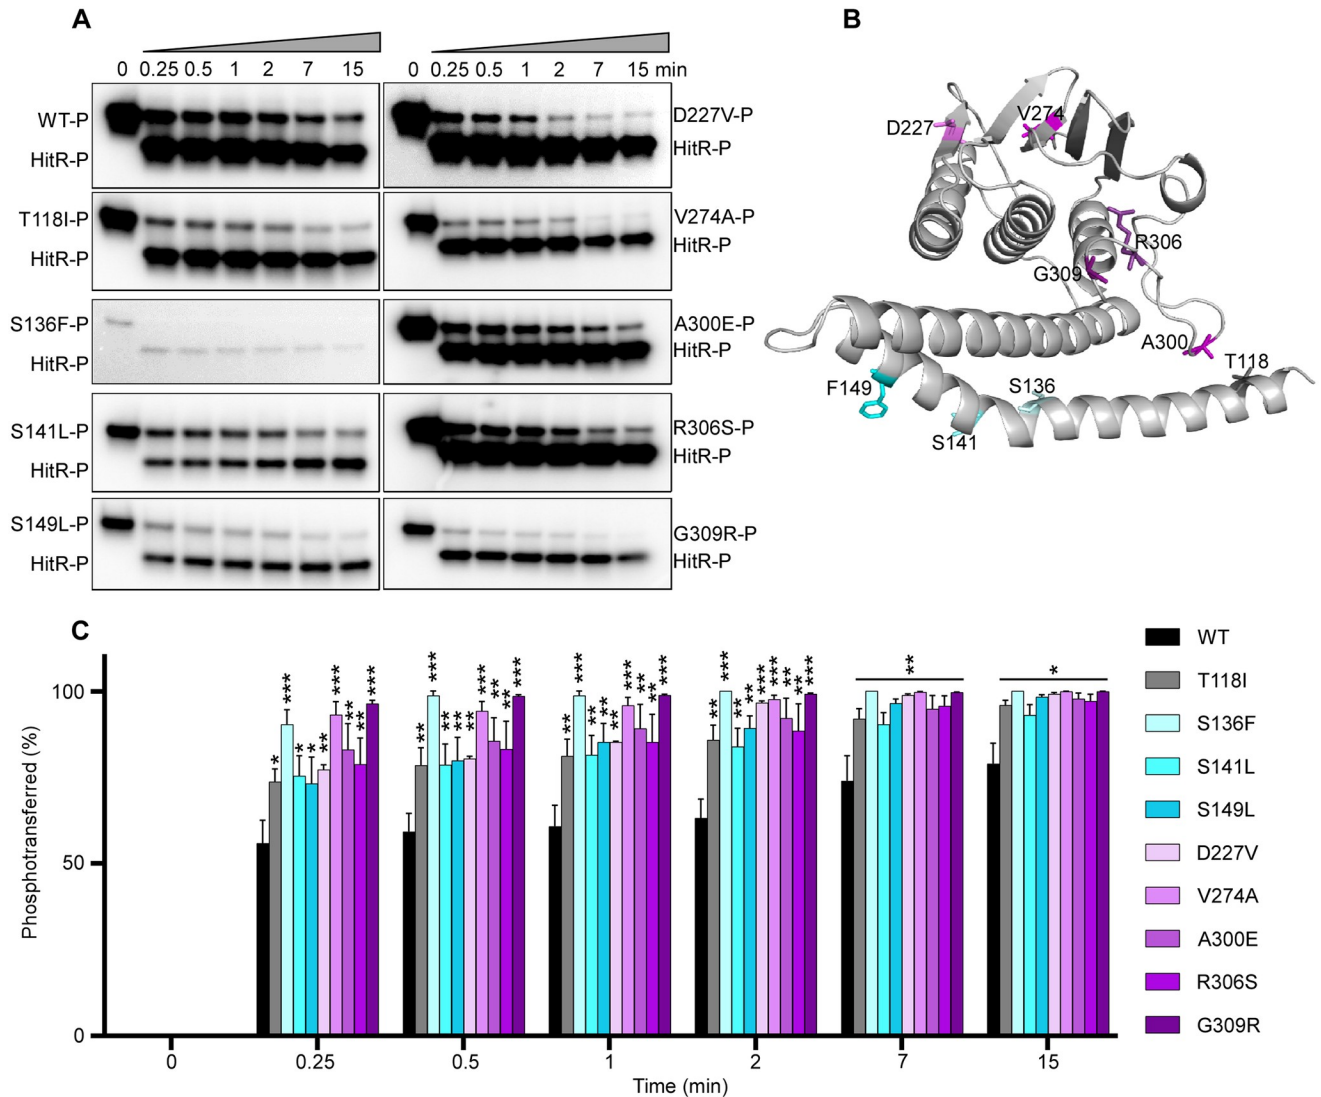 A
B
0 0.25 0.5 1 2 7 15
0 0.25 0.5 1 2 7 15 min
WT-P
HitR-P
D227V-P
HitR-P
T118I-P
HitR-P
V274A-P
HitR-P
S136F-P
HitR-P
A300E-P
HitR-P
S141L-P
HitR-P
R306S-P
HitR-P
S149L-P
HitR-P
G309R-P
HitR-P
D227
V274
R306
G309
A300
T118
F149
S136
S141
C
Phosphotransferred (%)
100
50
0
* *** * * ** *** ** ** ***
** *** ** ** ** *** ** ** ***
** *** ** ** ** *** ** ** ***
** *** ** ** *** *** ** ** ***
**
*
0 0.25 0.5 1 2 7 15
Time (min)
WT
T118I
S136F
S141L
S149L
D227V
V274A
A300E
R306S
G309R